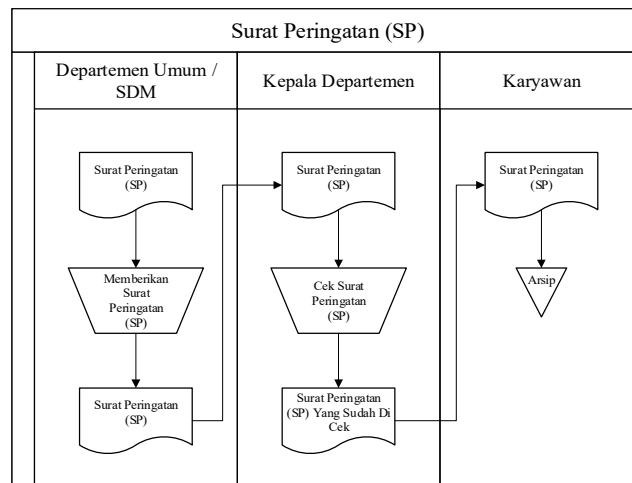 Surat Peringatan (SP)
Departemen Umum /
SDM
Kepala Departemen
Karyawan
Surat Peringatan
(SP)
Memberikan
Surat
Peringatan
(SP)
Surat Peringatan
(SP)
Surat Peringatan
(SP)
Cek Surat
Peringatan
(SP)
Surat Peringatan
(SP) Yang Sudah Di
Cek
Surat Peringatan
(SP)
Arsip